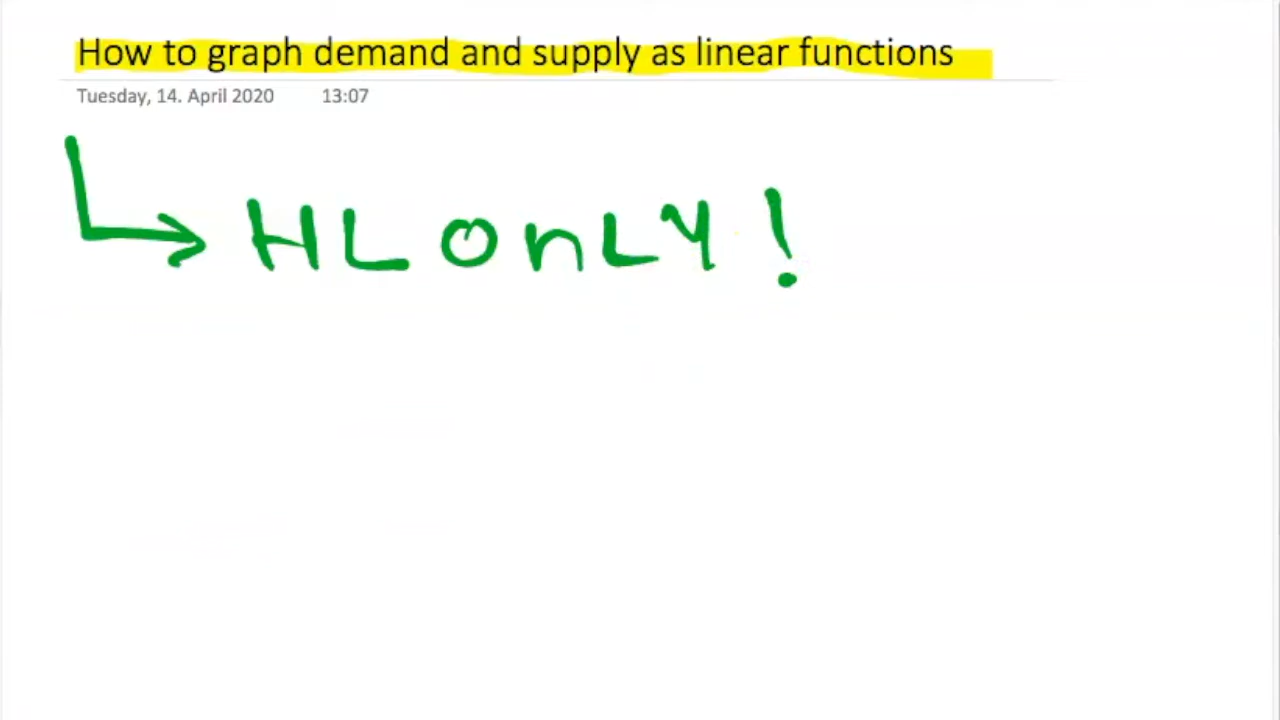 How to graph demand and supply as linear functions
Tuesday, 14. April 2020 13:07
HL OnLY!